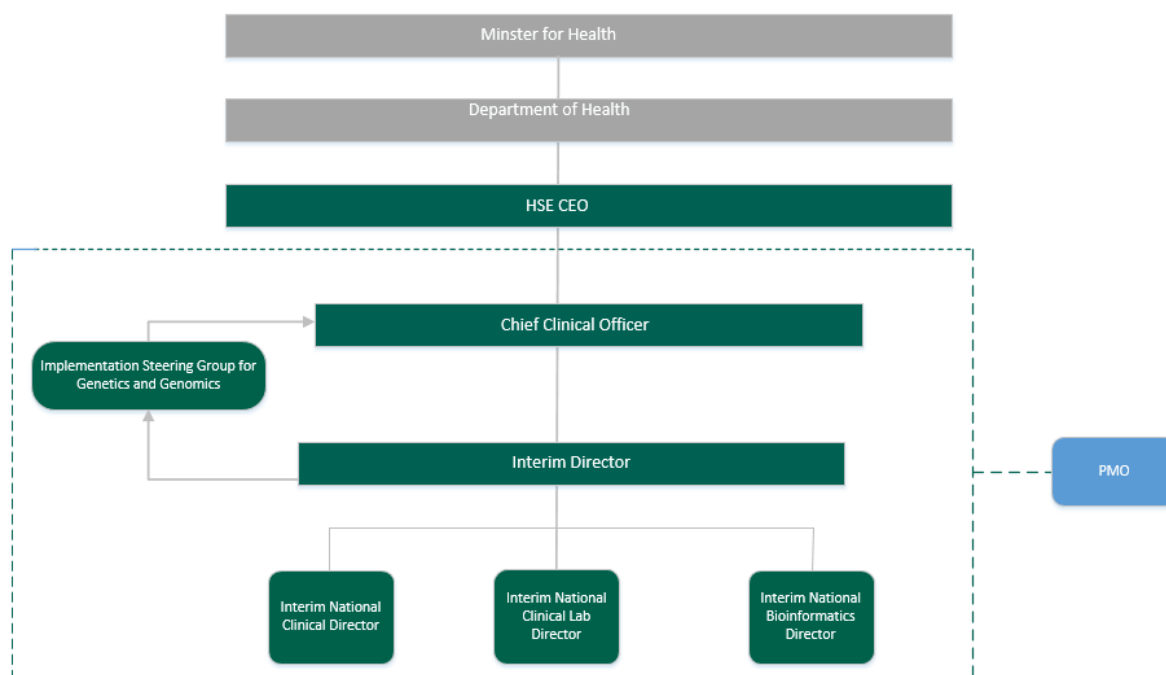 Minster for Health
Department of Health
HSE CEO
Chief Clinical Officer
Implementation Steering Group for
Genetics and Genomics
Interim Director
PMO
Interim National
Clinical Director
Interim National
Clinical Lab
Director
Interim National
Bioinformatics
Director